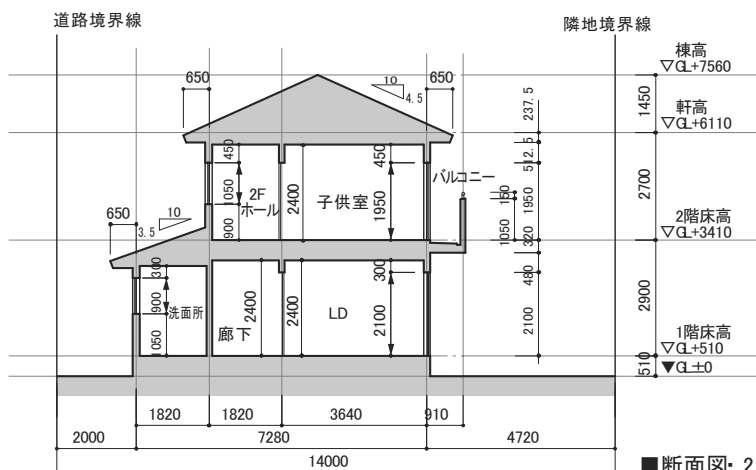 道路境界線
隣地境界線
棟高
▽GL+7560
軒高
▽GL+6110
2階床高
▽GL+3410
1階床高
▽GL+510
▼GL±0
1450
2700
2900
510
650
10
4.5
650
237.5
512.5
1950
320
480
2100
150
1050
バルコニー
450
1050
900
2F
ホール
2400
子供室
450
1950
650
10
3.5
300
900
1050
洗面所
廊下
2400
2400
LD
300
2100
1820
1820
3640
910
2000
7280
4720
14000
■断面図・2